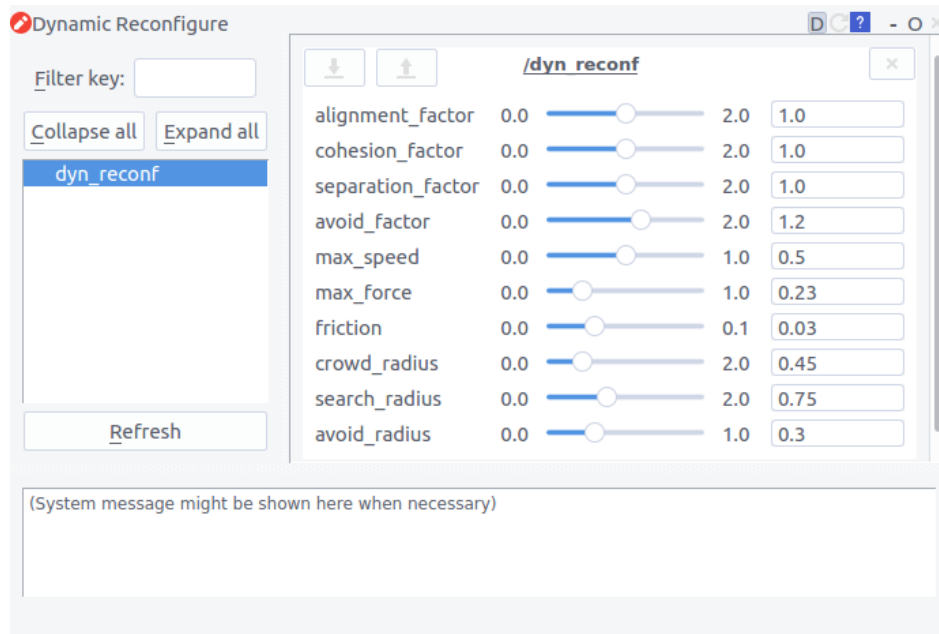 Dynamic Reconfigure D C ? - O ×
Filter key:
Collapse all Expand all
dyn_reconf
Refresh
/dyn_reconf ×
alignment_factor 0.0 2.0 1.0
cohesion_factor 0.0 2.0 1.0
separation_factor 0.0 2.0 1.0
avoid_factor 0.0 2.0 1.2
max_speed 0.0 1.0 0.5
max_force 0.0 1.0 0.23
friction 0.0 0.1 0.03
crowd_radius 0.0 2.0 0.45
search_radius 0.0 2.0 0.75
avoid_radius 0.0 1.0 0.3
(System message might be shown here when necessary)